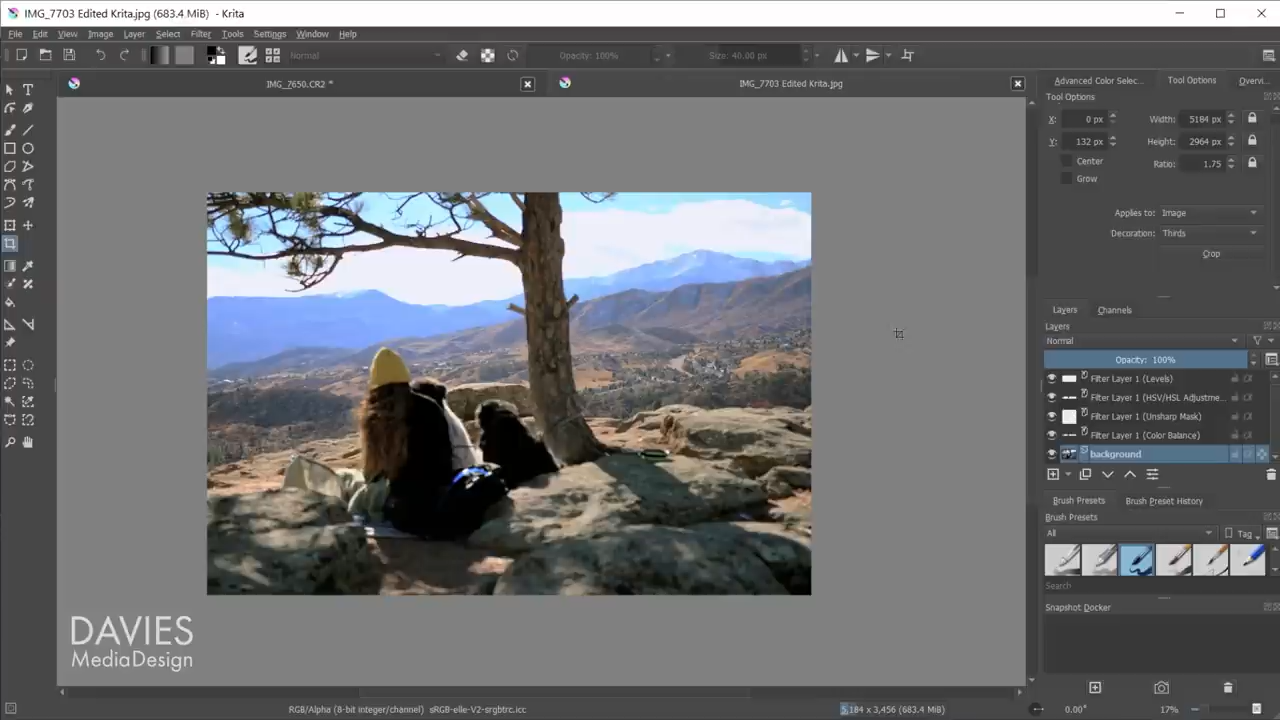 IMG_7703 Edited Krita.jpg (683.4 MiB) - Krita
File Edit View Image Layer Select Filter Tools Settings Window Help
Normal Opacity: 100% Size: 40.00 px
IMG_7650.CR2 * IMG_7703 Edited Krita.jpg
Advanced Color Selec... Tool Options Overvi...
Tool Options
X: 0 px Width: 5184 px
Y: 132 px Height: 2964 px
Center Ratio: 1.75
Grow
Applies to: Image
Decoration: Thirds
Crop
Layers Channels
Layers
Normal
Opacity: 100%
Filter Layer 1 (Levels)
Filter Layer 1 (HSV/HSL Adjustme...
Filter Layer 1 (Unsharp Mask)
Filter Layer 1 (Color Balance)
background
Brush Presets Brush Preset History
Brush Presets
All Tag
Search
Snapshot Docker
DAVIES
MediaDesign
RGB/Alpha (8-bit integer/channel) sRGB-elle-V2-srgbtrc.icc 5,184 x 3,456 (683.4 MiB) 0.00° 17%